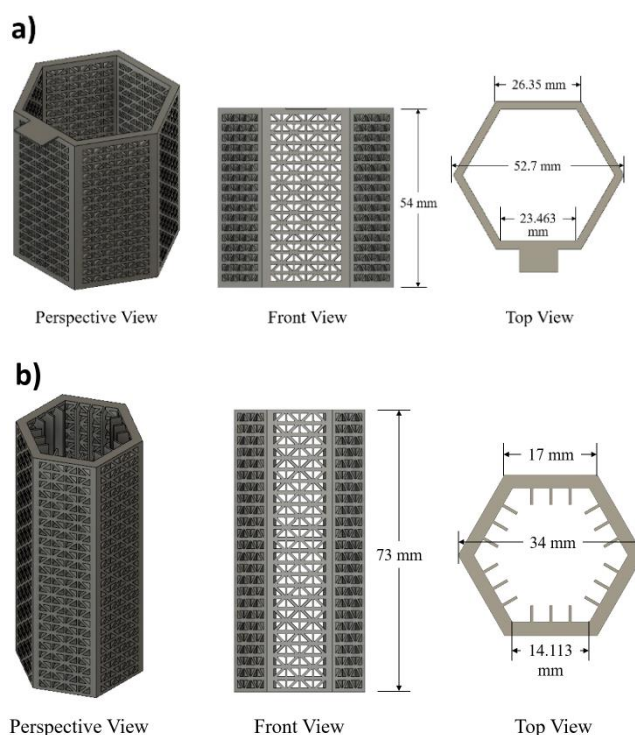 a)
26.35 mm
52.7 mm
54 mm
23.463
mm
Perspective View
Front View
Top View
b)
17 mm
34 mm
73 mm
14.113
mm
Perspective View
Front View
Top View